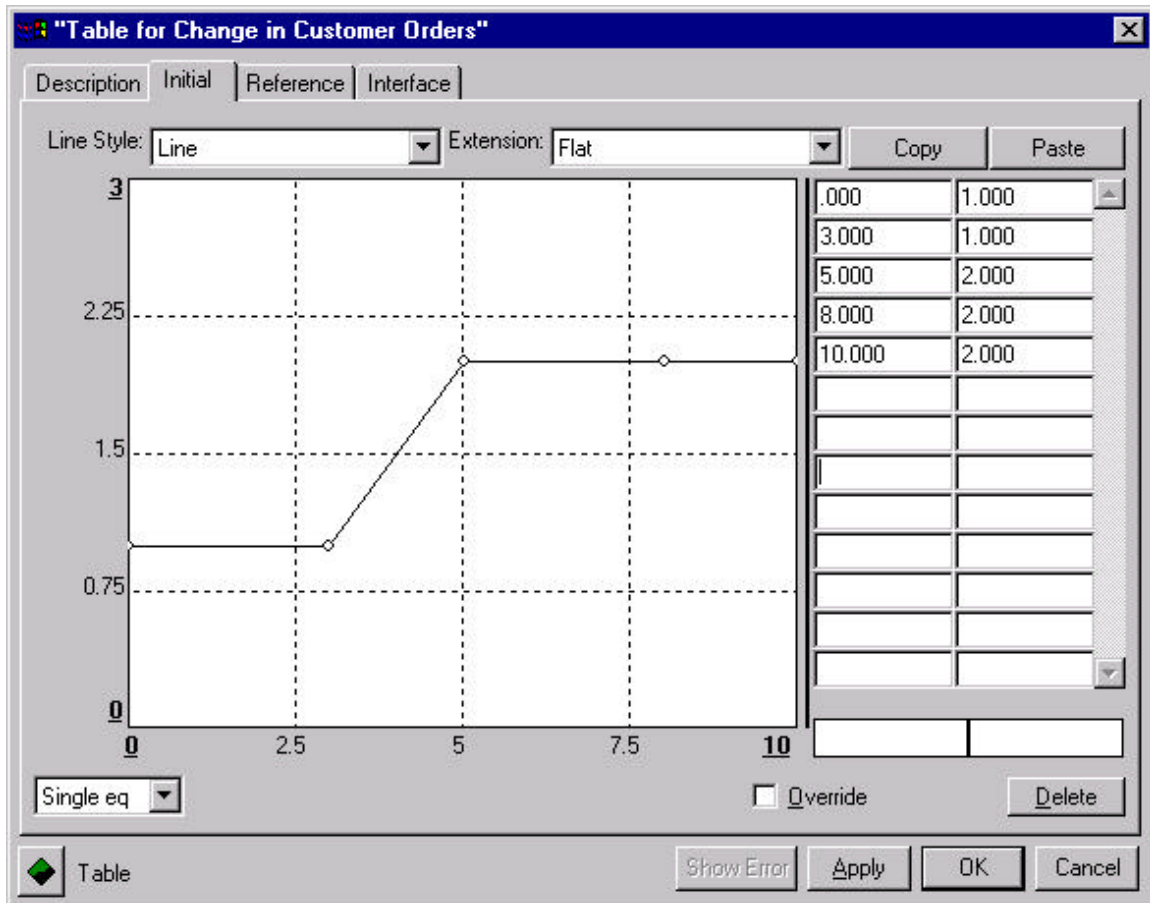 "Table for Change in Customer Orders"
Description Initial Reference Interface
Line Style: Line Extension: Flat Copy Paste
3
2.25
1.5
0.75
0
0 2.5 5 7.5 10
.000 1.000
3.000 1.000
5.000 2.000
8.000 2.000
10.000 2.000
Single eq Override Delete
Table Show Error Apply OK Cancel